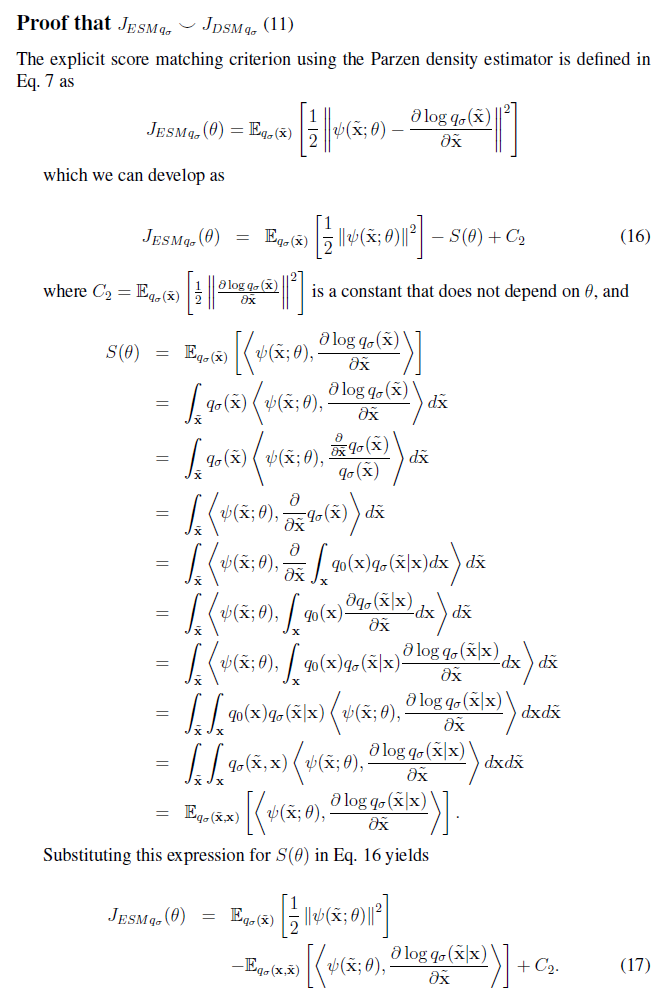 Proof that $J_{ESMq_\sigma} \smile J_{DSMq_\sigma}$ (11)
The explicit score matching criterion using the Parzen density estimator is defined in
Eq. 7 as
$J_{ESMq_\sigma}(\theta) = \mathbb{E}_{q_\sigma(\tilde{\mathbf{x}})}\left[\frac{1}{2}\left\|\psi(\tilde{\mathbf{x}};\theta) - \frac{\partial \log q_\sigma(\tilde{\mathbf{x}})}{\partial \tilde{\mathbf{x}}}\right\|^2\right]$
which we can develop as
$J_{ESMq_\sigma}(\theta) = \mathbb{E}_{q_\sigma(\tilde{\mathbf{x}})}\left[\frac{1}{2}\|\psi(\tilde{\mathbf{x}};\theta)\|^2\right] - S(\theta) + C_2$ (16)
where $C_2 = \mathbb{E}_{q_\sigma(\tilde{\mathbf{x}})}\left[\frac{1}{2}\left\|\frac{\partial \log q_\sigma(\tilde{\mathbf{x}})}{\partial \tilde{\mathbf{x}}}\right\|^2\right]$ is a constant that does not depend on $\theta$, and
$S(\theta) = \mathbb{E}_{q_\sigma(\tilde{\mathbf{x}})}\left[\left\langle \psi(\tilde{\mathbf{x}};\theta), \frac{\partial \log q_\sigma(\tilde{\mathbf{x}})}{\partial \tilde{\mathbf{x}}}\right\rangle\right]$
$= \int_{\tilde{\mathbf{x}}} q_\sigma(\tilde{\mathbf{x}})\left\langle \psi(\tilde{\mathbf{x}};\theta), \frac{\partial \log q_\sigma(\tilde{\mathbf{x}})}{\partial \tilde{\mathbf{x}}}\right\rangle d\tilde{\mathbf{x}}$
$= \int_{\tilde{\mathbf{x}}} q_\sigma(\tilde{\mathbf{x}})\left\langle \psi(\tilde{\mathbf{x}};\theta), \frac{\frac{\partial}{\partial \tilde{\mathbf{x}}} q_\sigma(\tilde{\mathbf{x}})}{q_\sigma(\tilde{\mathbf{x}})}\right\rangle d\tilde{\mathbf{x}}$
$= \int_{\tilde{\mathbf{x}}} \left\langle \psi(\tilde{\mathbf{x}};\theta), \frac{\partial}{\partial \tilde{\mathbf{x}}} q_\sigma(\tilde{\mathbf{x}})\right\rangle d\tilde{\mathbf{x}}$
$= \int_{\tilde{\mathbf{x}}} \left\langle \psi(\tilde{\mathbf{x}};\theta), \frac{\partial}{\partial \tilde{\mathbf{x}}} \int_{\mathbf{x}} q_0(\mathbf{x}) q_\sigma(\tilde{\mathbf{x}}|\mathbf{x}) d\mathbf{x}\right\rangle d\tilde{\mathbf{x}}$
$= \int_{\tilde{\mathbf{x}}} \left\langle \psi(\tilde{\mathbf{x}};\theta), \int_{\mathbf{x}} q_0(\mathbf{x}) \frac{\partial q_\sigma(\tilde{\mathbf{x}}|\mathbf{x})}{\partial \tilde{\mathbf{x}}} d\mathbf{x}\right\rangle d\tilde{\mathbf{x}}$
$= \int_{\tilde{\mathbf{x}}} \left\langle \psi(\tilde{\mathbf{x}};\theta), \int_{\mathbf{x}} q_0(\mathbf{x}) q_\sigma(\tilde{\mathbf{x}}|\mathbf{x}) \frac{\partial \log q_\sigma(\tilde{\mathbf{x}}|\mathbf{x})}{\partial \tilde{\mathbf{x}}} d\mathbf{x}\right\rangle d\tilde{\mathbf{x}}$
$= \int_{\tilde{\mathbf{x}}} \int_{\mathbf{x}} q_0(\mathbf{x}) q_\sigma(\tilde{\mathbf{x}}|\mathbf{x}) \left\langle \psi(\tilde{\mathbf{x}};\theta), \frac{\partial \log q_\sigma(\tilde{\mathbf{x}}|\mathbf{x})}{\partial \tilde{\mathbf{x}}}\right\rangle d\mathbf{x} d\tilde{\mathbf{x}}$
$= \int_{\tilde{\mathbf{x}}} \int_{\mathbf{x}} q_\sigma(\tilde{\mathbf{x}}, \mathbf{x}) \left\langle \psi(\tilde{\mathbf{x}};\theta), \frac{\partial \log q_\sigma(\tilde{\mathbf{x}}|\mathbf{x})}{\partial \tilde{\mathbf{x}}}\right\rangle d\mathbf{x} d\tilde{\mathbf{x}}$
$= \mathbb{E}_{q_\sigma(\tilde{\mathbf{x}},\mathbf{x})}\left[\left\langle \psi(\tilde{\mathbf{x}};\theta), \frac{\partial \log q_\sigma(\tilde{\mathbf{x}}|\mathbf{x})}{\partial \tilde{\mathbf{x}}}\right\rangle\right].$
Substituting this expression for $S(\theta)$ in Eq. 16 yields
$J_{ESMq_\sigma}(\theta) = \mathbb{E}_{q_\sigma(\tilde{\mathbf{x}})}\left[\frac{1}{2}\|\psi(\tilde{\mathbf{x}};\theta)\|^2\right]$
$-\mathbb{E}_{q_\sigma(\mathbf{x},\tilde{\mathbf{x}})}\left[\left\langle \psi(\tilde{\mathbf{x}};\theta), \frac{\partial \log q_\sigma(\tilde{\mathbf{x}}|\mathbf{x})}{\partial \tilde{\mathbf{x}}}\right\rangle\right] + C_2.$ (17)